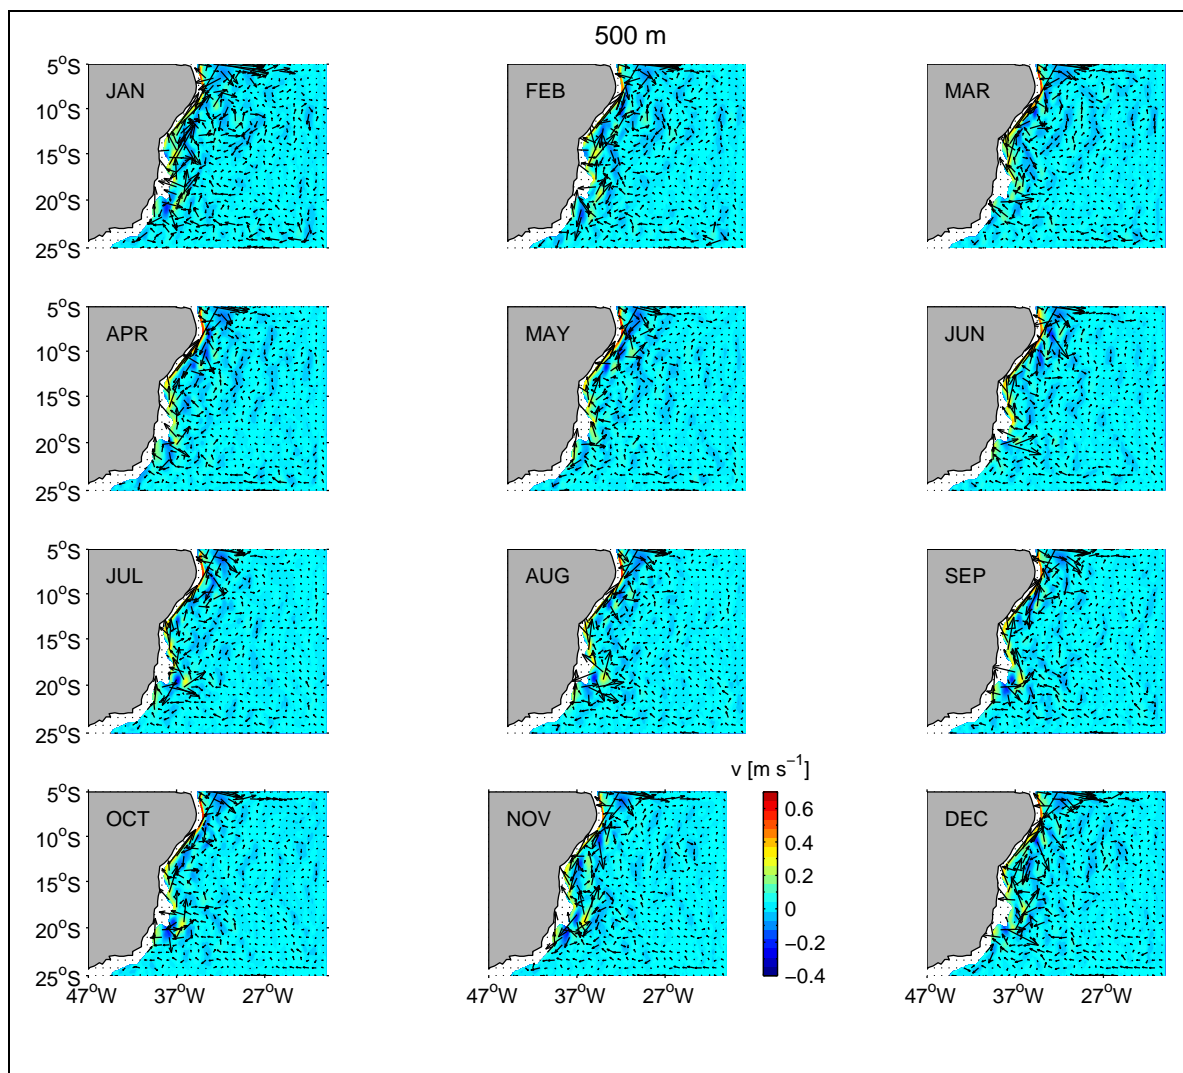 500 m
5°S
10°S
15°S
20°S
25°S
JAN
FEB
MAR
5°S
10°S
15°S
20°S
25°S
APR
MAY
JUN
5°S
10°S
15°S
20°S
25°S
JUL
AUG
SEP
v [m s⁻¹]
5°S
10°S
15°S
20°S
25°S
OCT
NOV
DEC
0.6
0.4
0.2
0
−0.2
−0.4
47°W 37°W 27°W
47°W 37°W 27°W
47°W 37°W 27°W